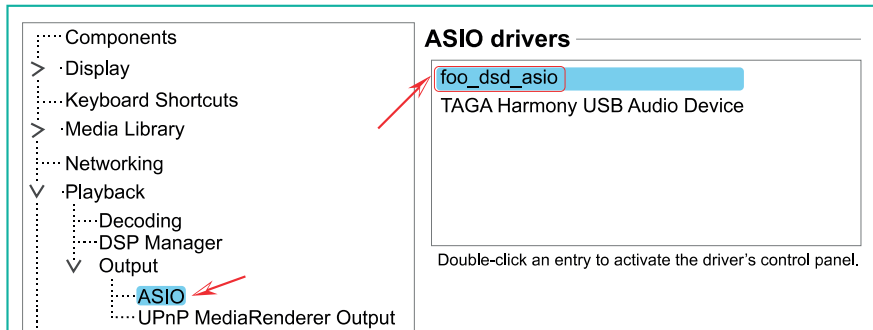 Components
Display
Keyboard Shortcuts
Media Library
Networking
Playback
Decoding
DSP Manager
Output
ASIO
UPnP MediaRenderer Output
ASIO drivers
foo_dsd_asio
TAGA Harmony USB Audio Device
Double-click an entry to activate the driver's control panel.